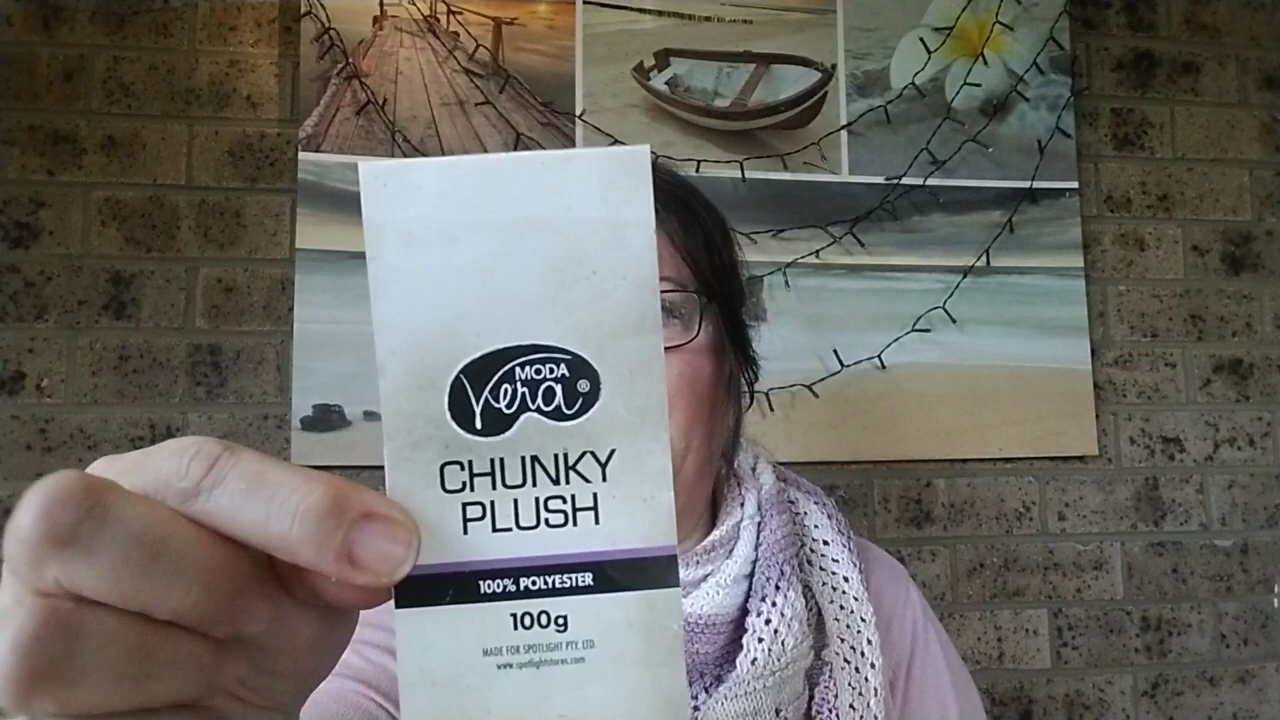 MODA
Vera®
CHUNKY
PLUSH
100% POLYESTER
100g
MADE FOR SPOTLIGHT PTY. LTD.
www.spotlightstores.com